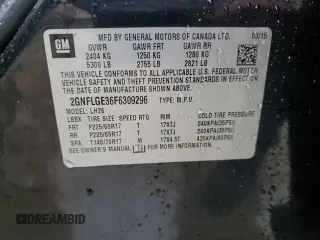 GM
MFD BY GENERAL MOTORS OF CANADA LTD. 03/15
GVWR GAWR FRT GAWR RR
2404 KG 1250 KG 1280 KG
5300 LB 2755 LB 2821 LB
THIS VEHICLE CONFORMS TO ALL APPLICABLE U.S. FEDERAL MOTOR
VEHICLE SAFETY BUMPER, AND THEFT PREVENTION STANDARDS IN
EFFECT ON THE DATE OF MANUFACTURE SHOWN ABOVE.
2GNFLGE36F6309296 TYPE: M.P.V.
LH26
LBBX TIRE SIZE SPEED RTG RIM COLD TIRE PRESSURE
FRT P225/65R17 T 17X7J 240KPA(35PSI)
RR P225/65R17 T 17X7J 240KPA(35PSI)
SPA T145/70R17 M 17X4.5T 420KPA(60PSI)
SEE OWNER'S MANUAL FOR ADDITIONAL INFORMATION
AUTOBIDCAR